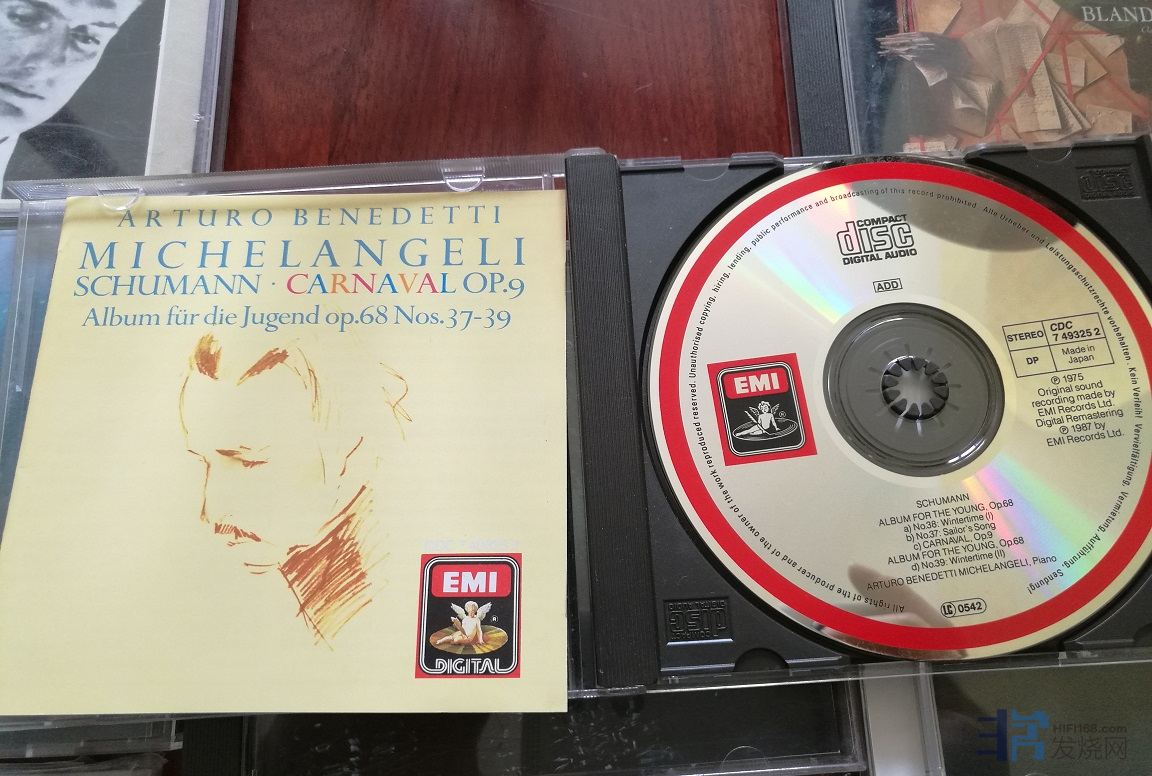 BLAND
ARTURO BENEDETTI
MICHELANGELI
SCHUMANN · CARNAVAL OP.9
Album für die Jugend op.68 Nos.37-39
EMI
DIGITAL
All rights of the producer and of the owner of the work reproduced reserved. Unauthorised copying, hiring, lending, public performance and broadcasting of this record prohibited. Alle Urheber und Leistungsschutzrechte vorbehalten · Kein Verleih! Vervielfältigung, Vermietung, Aufführung, Sendung!
COMPACT
disc
DIGITAL AUDIO
ADD
EMI
STEREO
CDC
7 49325 2
DP
Made in
Japan
℗ 1975
Original sound
recording made by
EMI Records Ltd.
Digital Remastering
℗ 1987 by
EMI Records Ltd.
SCHUMANN
ALBUM FOR THE YOUNG, Op.68
a) No.38: Wintertime (I)
b) No.37: Sailor's Song
c) CARNAVAL, Op.9
ALBUM FOR THE YOUNG, Op.68
d) No.39: Wintertime (II)
ARTURO BENEDETTI MICHELANGELI, Piano
LC 0542
HIFI168.com
发烧网